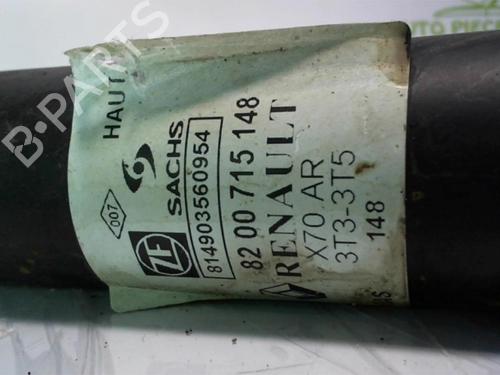 HAUT
007
ZF
SACHS
814903560954
82 00 715 148
RENAULT
X70 AR
3T3-3T5
148
B-PARTS